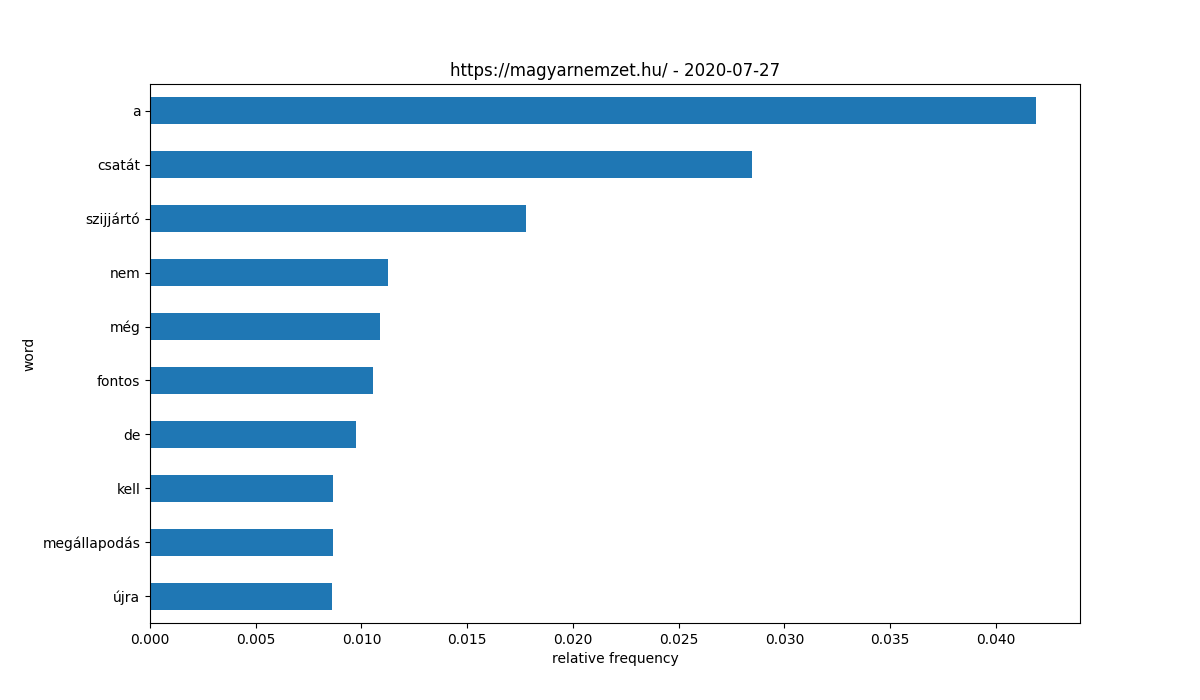 https://magyarnemzet.hu/ - 2020-07-27
a
csatát
szijjártó
nem
még
fontos
de
kell
megállapodás
újra
word
0.000 0.005 0.010 0.015 0.020 0.025 0.030 0.035 0.040
relative frequency